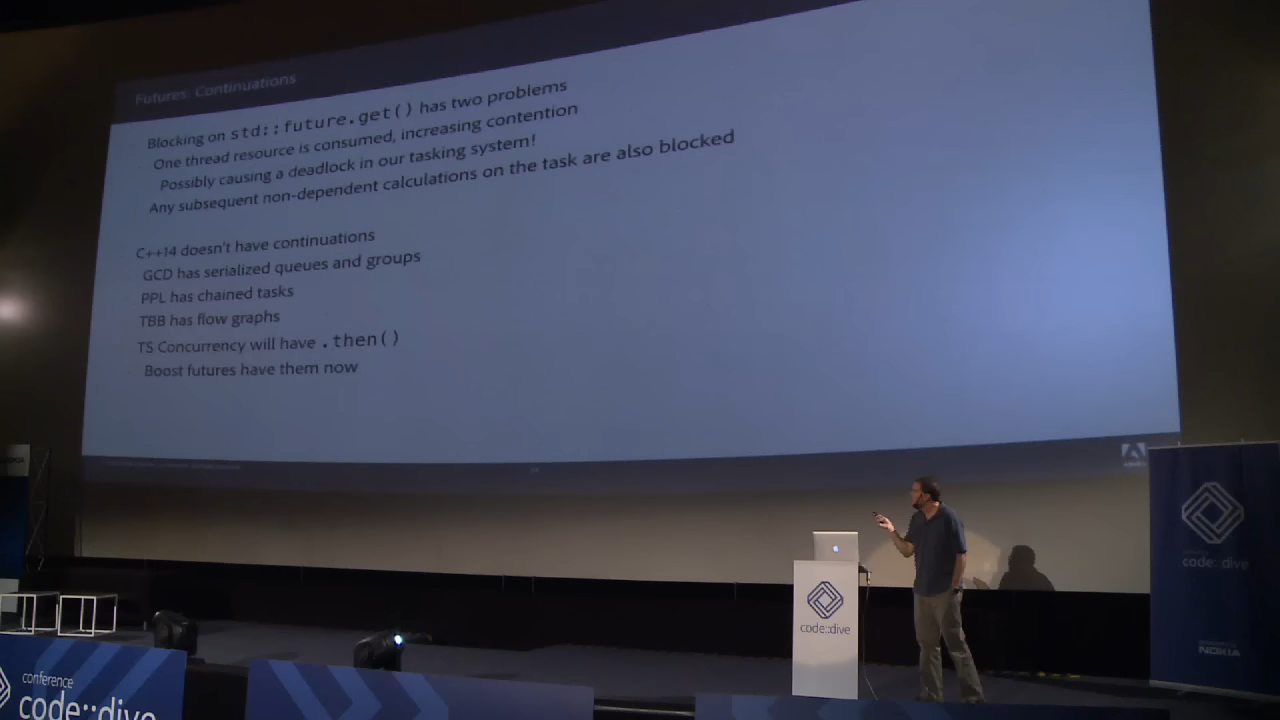 Futures: Continuations
Blocking on std::future.get() has two problems
One thread resource is consumed, increasing contention
Possibly causing a deadlock in our tasking system!
Any subsequent non-dependent calculations on the task are also blocked
C++14 doesn't have continuations
GCD has serialized queues and groups
PPL has chained tasks
TBB has flow graphs
TS Concurrency will have .then()
Boost futures have them now
code::dive
code::dive
NOKIA
conference
code::dive